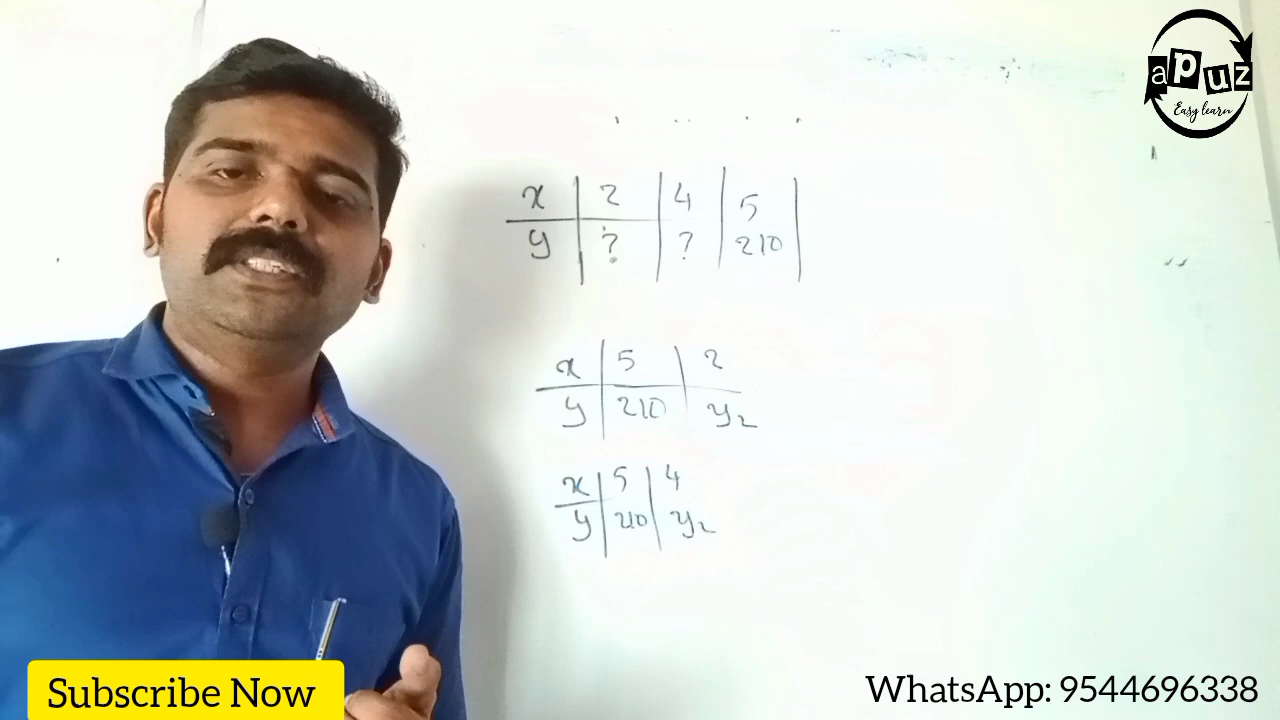 apuz
Easy learn
x 2 4 5
y ? ? 210
x 5 2
y 210 y2
x 5 4
y 210 y2
Subscribe Now
WhatsApp: 9544696338